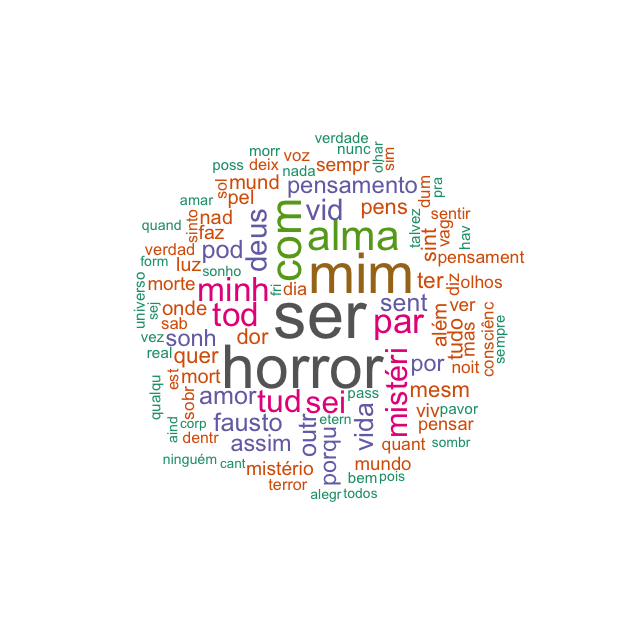 verdade
morr nunc olhar sim
poss deix voz nada sempr
sol mund pensamento dum pra
amar pel vid pens talvez sentir
quand sinto nad deus com alma sint vag hav
verdad faz pod pensament
form luz sonho mim
morte minh fri dia ter diz olhos
universo sej onde tod ser par além ver
sab
vez sonh dor sent tudo mas consciênc sempre
real quer horror mistéri por noit
est mort
qualqu sobr amor tud sei pass vida mesm
aind corp fausto outr etern viv pavor
dentr assim porqu quant pensar
sombr
ninguém cant mistério mundo
terror bem pois
alegr todos